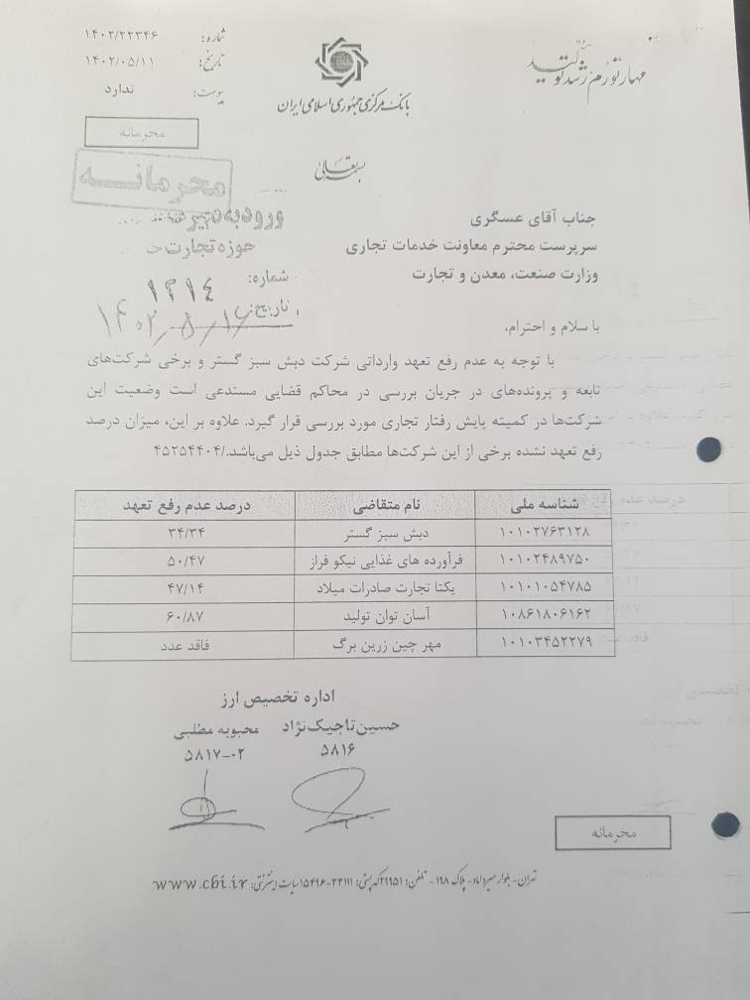 مهار تورم، رشد تولید
بانک مرکزی جمهوری اسلامی ایران
شماره: ۱۴۰۲/۲۲۳۴۶
تاریخ: ۱۴۰۲/۰۵/۱۱
پیوست: ندارد
محرمانه
بسمه تعالی
محرمانه
ورود به دبیر
حوزه تجارت
شماره: ۱۳۱۴
تاریخ: ۱۴۰۲/۵/۱۶
جناب آقای عسگری
سرپرست محترم معاونت خدمات تجاری
وزارت صنعت، معدن و تجارت
با سلام و احترام،
با توجه به عدم رفع تعهد وارداتی شرکت دبش سبز گستر و برخی شرکت‌های
تابعه و پرونده‌های در جریان بررسی در محاکم قضایی مستدعی است وضعیت این
شرکت‌ها در کمیته پایش رفتار تجاری مورد بررسی قرار گیرد. علاوه بر این، میزان درصد
رفع تعهد نشده برخی از این شرکت‌ها مطابق جدول ذیل می‌باشد./۴۵۲۵۴۴۰۴
شناسه ملی نام متقاضی درصد عدم رفع تعهد
۱۰۱۰۲۷۶۳۱۲۸ دبش سبز گستر ۳۴/۳۴
۱۰۱۰۲۴۸۹۷۵۰ فرآورده های غذایی نیکو فراز ۵۰/۴۷
۱۰۱۰۱۰۵۴۷۸۵ یکتا تجارت صادرات میلاد ۴۷/۱۴
۱۰۸۶۱۸۰۶۱۶۲ آسان توان تولید ۶۰/۸۷
۱۰۱۰۳۴۵۲۲۷۹ مهر چین زرین برگ فاقد عدد
اداره تخصیص ارز
حسین تاجیک‌نژاد محبوبه مطلبی
۵۸۱۶ ۵۸۱۷-۰۲
محرمانه
تهران- بلوار میرداماد- پلاک ۱۹۸ - تلفن: ۲۹۹۵۱ کد پستی: ۳۳۱۱۱-۱۵۴۹۶ سایت اینترنتی: www.cbi.ir